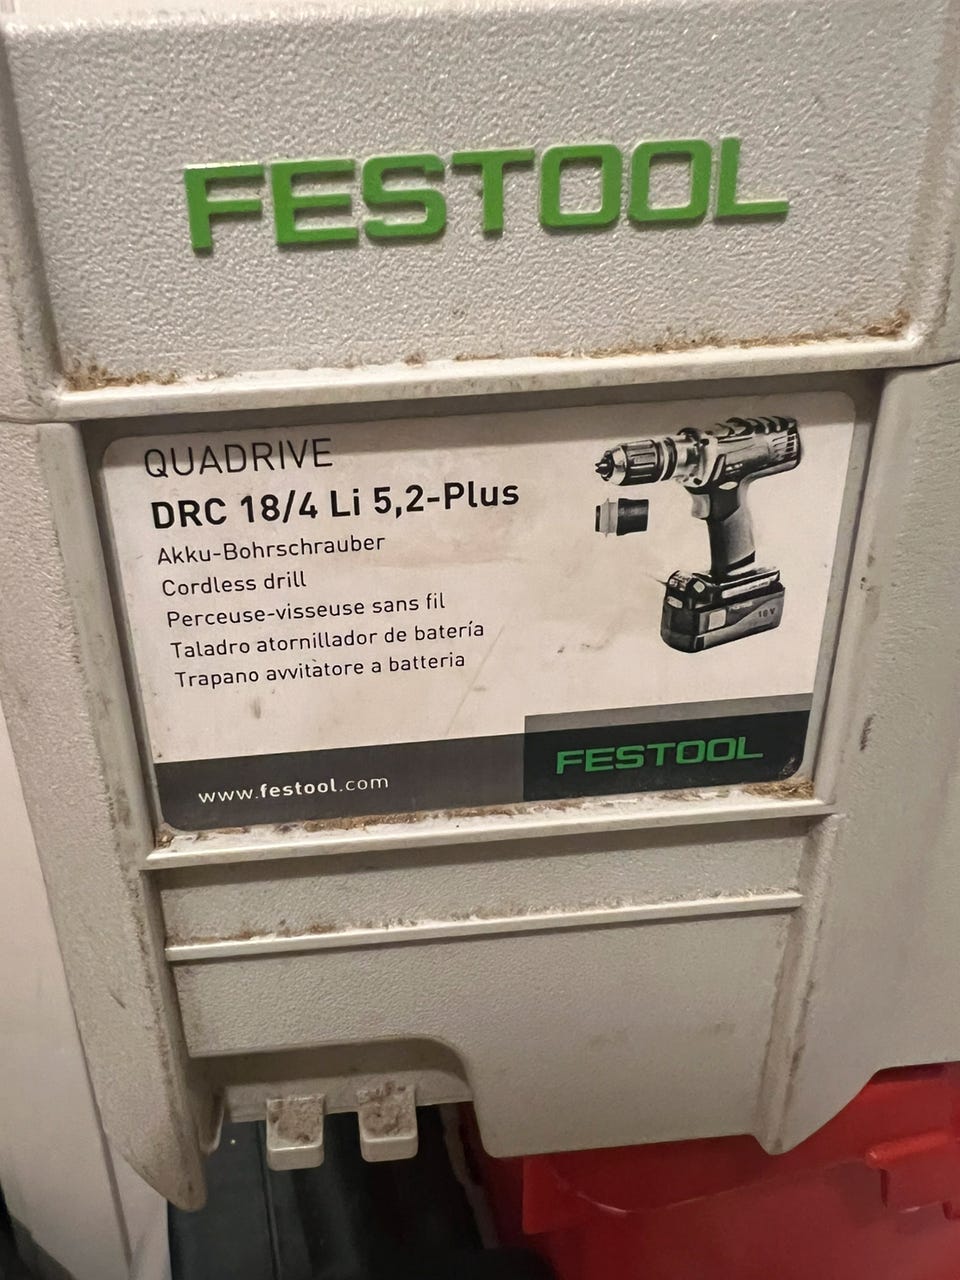 FESTOOL
QUADRIVE
DRC 18/4 Li 5,2-Plus
Akku-Bohrschrauber
Cordless drill
Perceuse-visseuse sans fil
Taladro atornillador de batería
Trapano avvitatore a batteria
18 V
www.festool.com
FESTOOL